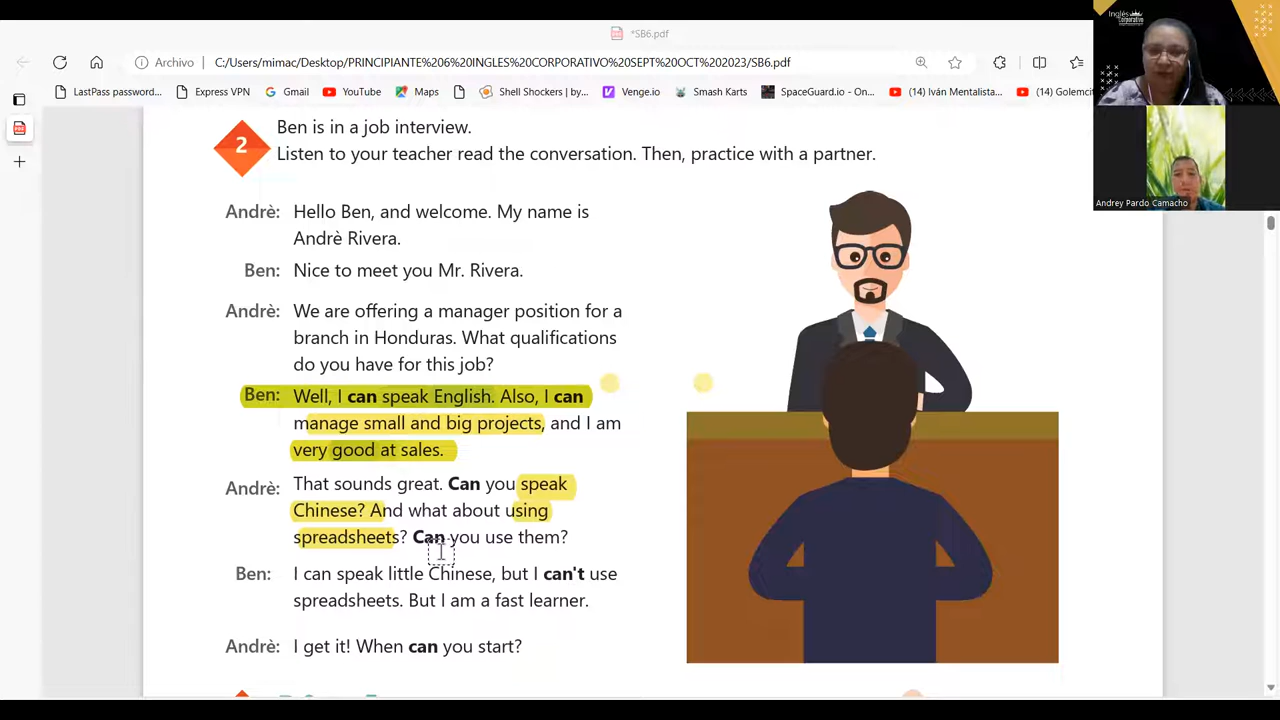 *SB6.pdf
Inglés
Corporativo
Archivo
C:/Users/mimac/Desktop/PRINCIPIANTE%206%20INGLES%20CORPORATIVO%20SEPT%20OCT%202023/SB6.pdf
LastPass password...
Express VPN
Gmail
YouTube
Maps
Shell Shockers | by...
Venge.io
Smash Karts
SpaceGuard.io - On...
(14) Iván Mentalista...
(14) Golemcit
2
Ben is in a job interview.
Listen to your teacher read the conversation. Then, practice with a partner.
Andrey Pardo Camacho
Andrè: Hello Ben, and welcome. My name is
Andrè Rivera.
Ben: Nice to meet you Mr. Rivera.
Andrè: We are offering a manager position for a
branch in Honduras. What qualifications
do you have for this job?
Ben: Well, I can speak English. Also, I can
manage small and big projects, and I am
very good at sales.
Andrè: That sounds great. Can you speak
Chinese? And what about using
spreadsheets? Can you use them?
Ben: I can speak little Chinese, but I can't use
spreadsheets. But I am a fast learner.
Andrè: I get it! When can you start?